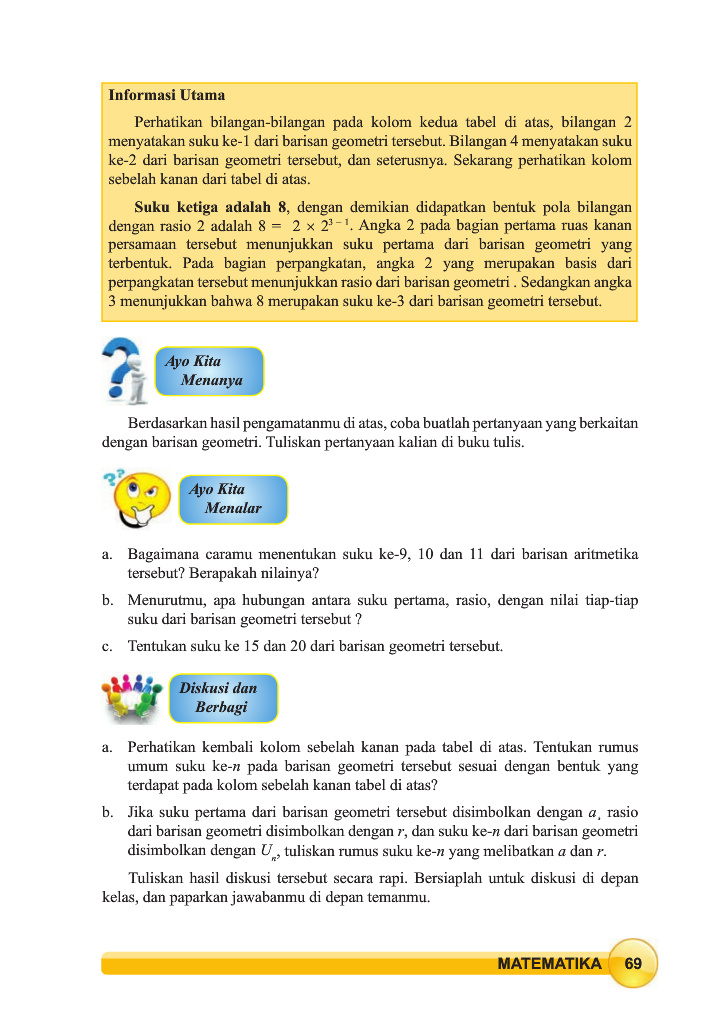 Informasi Utama
Perhatikan bilangan-bilangan pada kolom kedua tabel di atas, bilangan 2
menyatakan suku ke-1 dari barisan geometri tersebut. Bilangan 4 menyatakan suku
ke-2 dari barisan geometri tersebut, dan seterusnya. Sekarang perhatikan kolom
sebelah kanan dari tabel di atas.
Suku ketiga adalah 8, dengan demikian didapatkan bentuk pola bilangan
dengan rasio 2 adalah 8 = 2 × 2³ ⁻ ¹. Angka 2 pada bagian pertama ruas kanan
persamaan tersebut menunjukkan suku pertama dari barisan geometri yang
terbentuk. Pada bagian perpangkatan, angka 2 yang merupakan basis dari
perpangkatan tersebut menunjukkan rasio dari barisan geometri . Sedangkan angka
3 menunjukkan bahwa 8 merupakan suku ke-3 dari barisan geometri tersebut.
?
Ayo Kita
Menanya
Berdasarkan hasil pengamatanmu di atas, coba buatlah pertanyaan yang berkaitan
dengan barisan geometri. Tuliskan pertanyaan kalian di buku tulis.
??
Ayo Kita
Menalar
a. Bagaimana caramu menentukan suku ke-9, 10 dan 11 dari barisan aritmetika
tersebut? Berapakah nilainya?
b. Menurutmu, apa hubungan antara suku pertama, rasio, dengan nilai tiap-tiap
suku dari barisan geometri tersebut ?
c. Tentukan suku ke 15 dan 20 dari barisan geometri tersebut.
Diskusi dan
Berbagi
a. Perhatikan kembali kolom sebelah kanan pada tabel di atas. Tentukan rumus
umum suku ke-n pada barisan geometri tersebut sesuai dengan bentuk yang
terdapat pada kolom sebelah kanan tabel di atas?
b. Jika suku pertama dari barisan geometri tersebut disimbolkan dengan a, rasio
dari barisan geometri disimbolkan dengan r, dan suku ke-n dari barisan geometri
disimbolkan dengan Uₙ, tuliskan rumus suku ke-n yang melibatkan a dan r.
Tuliskan hasil diskusi tersebut secara rapi. Bersiaplah untuk diskusi di depan
kelas, dan paparkan jawabanmu di depan temanmu.
MATEMATIKA 69